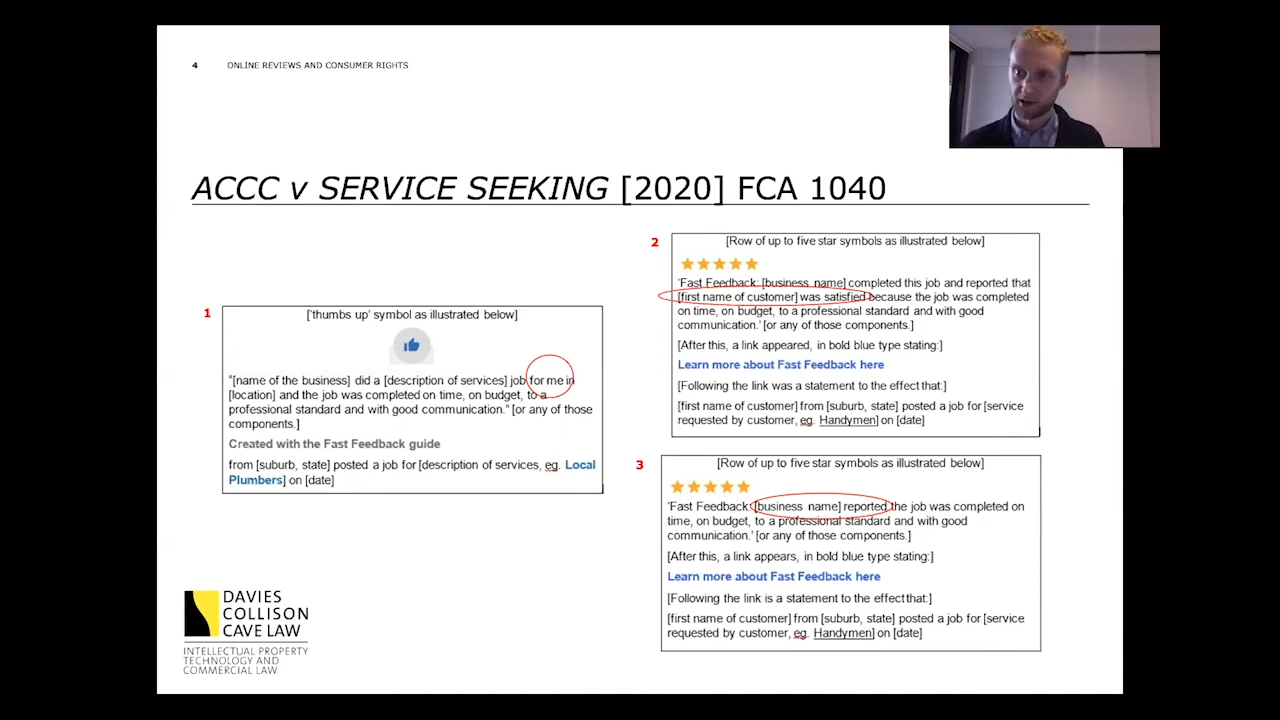 4 ONLINE REVIEWS AND CONSUMER RIGHTS
ACCC v SERVICE SEEKING [2020] FCA 1040
1
['thumbs up' symbol as illustrated below]
"[name of the business] did a [description of services] job for me in
[location] and the job was completed on time, on budget, to a
professional standard and with good communication." [or any of those
components.]
Created with the Fast Feedback guide
from [suburb, state] posted a job for [description of services, eg. Local
Plumbers] on [date]
2
[Row of up to five star symbols as illustrated below]
'Fast Feedback: [business name] completed this job and reported that
[first name of customer] was satisfied because the job was completed
on time, on budget, to a professional standard and with good
communication.' [or any of those components.]
[After this, a link appeared, in bold blue type stating:]
Learn more about Fast Feedback here
[Following the link was a statement to the effect that:]
[first name of customer] from [suburb, state] posted a job for [service
requested by customer, eg. Handymen] on [date]
3
[Row of up to five star symbols as illustrated below]
'Fast Feedback: [business name] reported the job was completed on
time, on budget, to a professional standard and with good
communication.' [or any of those components.]
[After this, a link appears, in bold blue type stating:]
Learn more about Fast Feedback here
[Following the link is a statement to the effect that:]
[first name of customer] from [suburb, state] posted a job for [service
requested by customer, eg. Handymen] on [date]
DAVIES
COLLISON
CAVE LAW
INTELLECTUAL PROPERTY
TECHNOLOGY AND
COMMERCIAL LAW